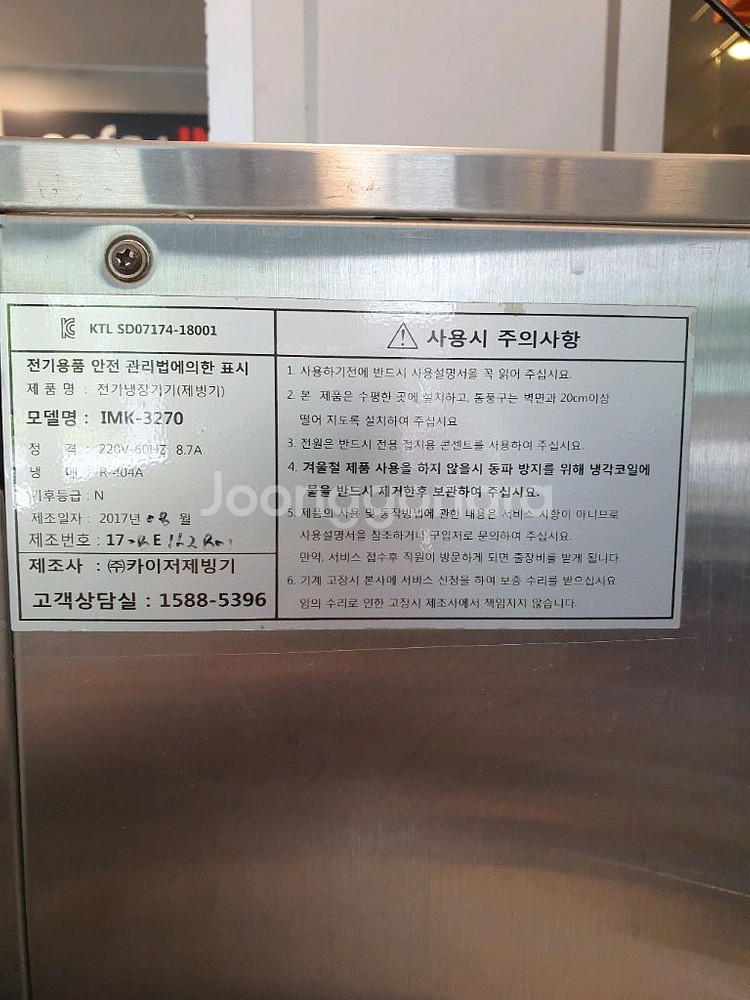 KTL SD07174-18001
전기용품 안전 관리법에의한 표시
제 품 명 : 전기냉장기기(제빙기)
모델명 : IMK-3270
정 격 : 220V-60HZ 8.7A
냉 매 : R-404A
기후등급 : N
제조일자 : 2017년 08 월
제조번호 : 17
제조사 : ㈜카이저제빙기
고객상담실 : 1588-5396
사용시 주의사항
1. 사용하기전에 반드시 사용설명서을 꼭 읽어 주십시요.
2. 본 제품은 수평한 곳에 설치하고, 통풍구는 벽면과 20cm이상
떨어 지도록 설치하여 주십시요
3. 전원은 반드시 전용 접지용 콘센트를 사용하여 주십시요.
4. 겨울철 제품 사용을 하지 않을시 동파 방지를 위해 냉각코일에
물을 반드시 제거한후 보관하여 주십시요.
5. 제품의 사용 및 동작방법에 관한 내용은 서비스 사항이 아니므로
사용설명서을 참조하거나 구입처로 문의하여 주십시요.
만약, 서비스 접수후 직원이 방문하게 되면 출장비를 받게 됩니다.
6. 기계 고장시 본사에 서비스 신청을 하여 보증 수리를 받으십시요.
임의 수리로 인한 고장시 제조사에서 책임지지 않습니다.
Joonggonara